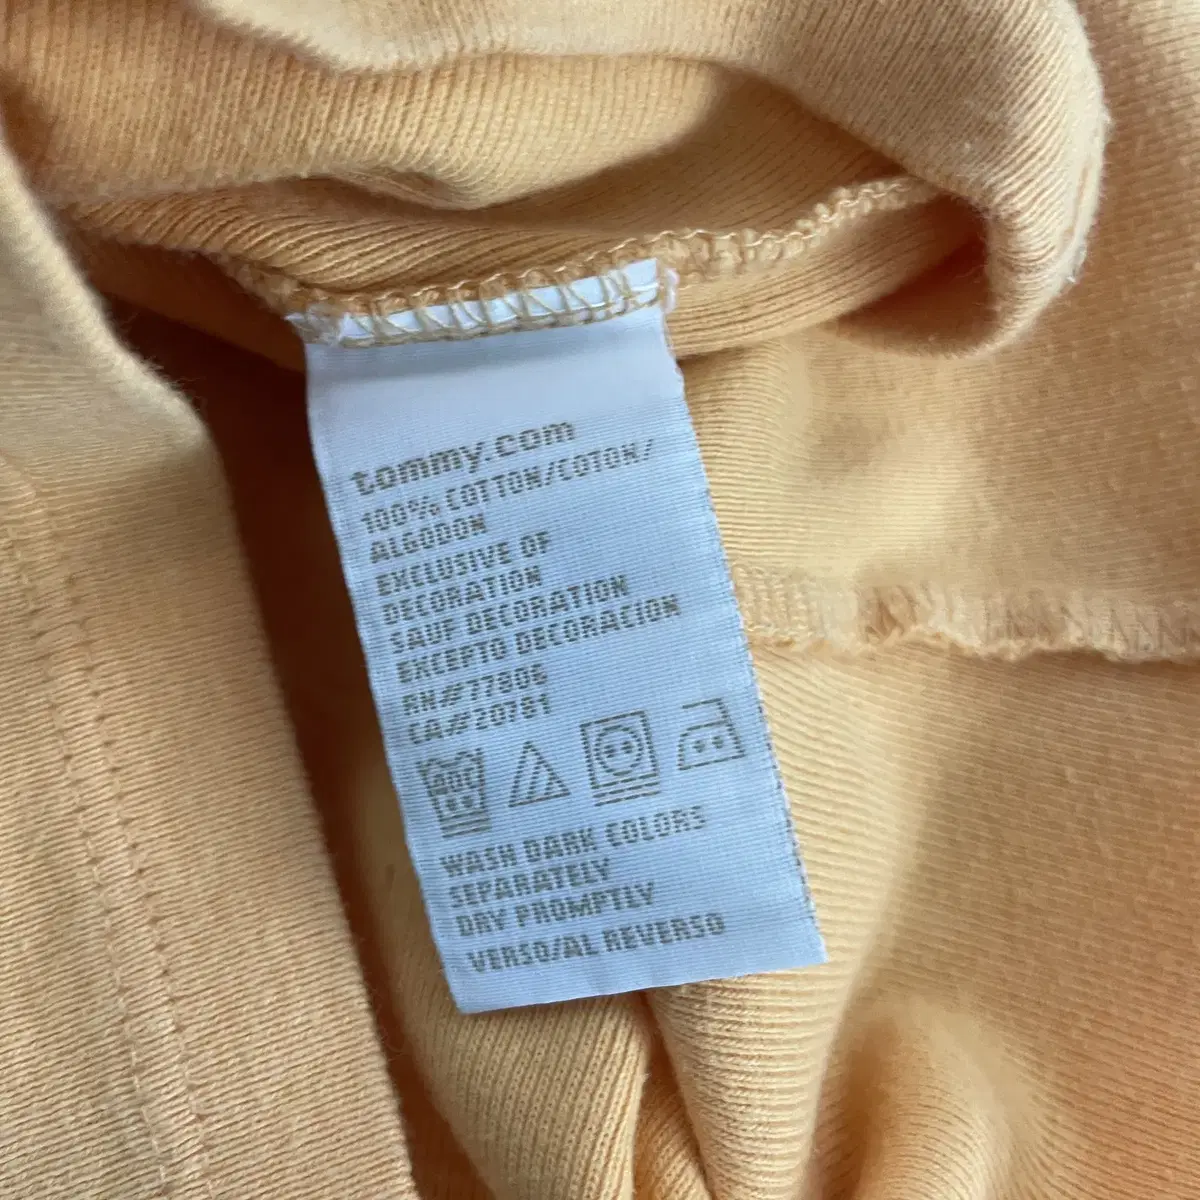 tommy.com
100% COTTON/COTON/
ALGODON
EXCLUSIVE OF
DECORATION
SAUF DECORATION
EXCEPTO DECORACION
RN#77806
CA#20781
40C
WASH DARK COLORS
SEPARATELY
DRY PROMPTLY
VERSO/AL REVERSO